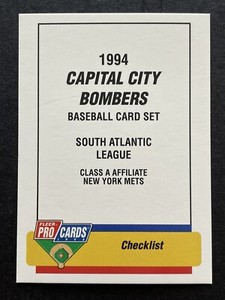 1994
CAPITAL CITY
BOMBERS
BASEBALL CARD SET
SOUTH ATLANTIC
LEAGUE
CLASS A AFFILIATE
NEW YORK METS
FLEER
PRO CARDS
Checklist